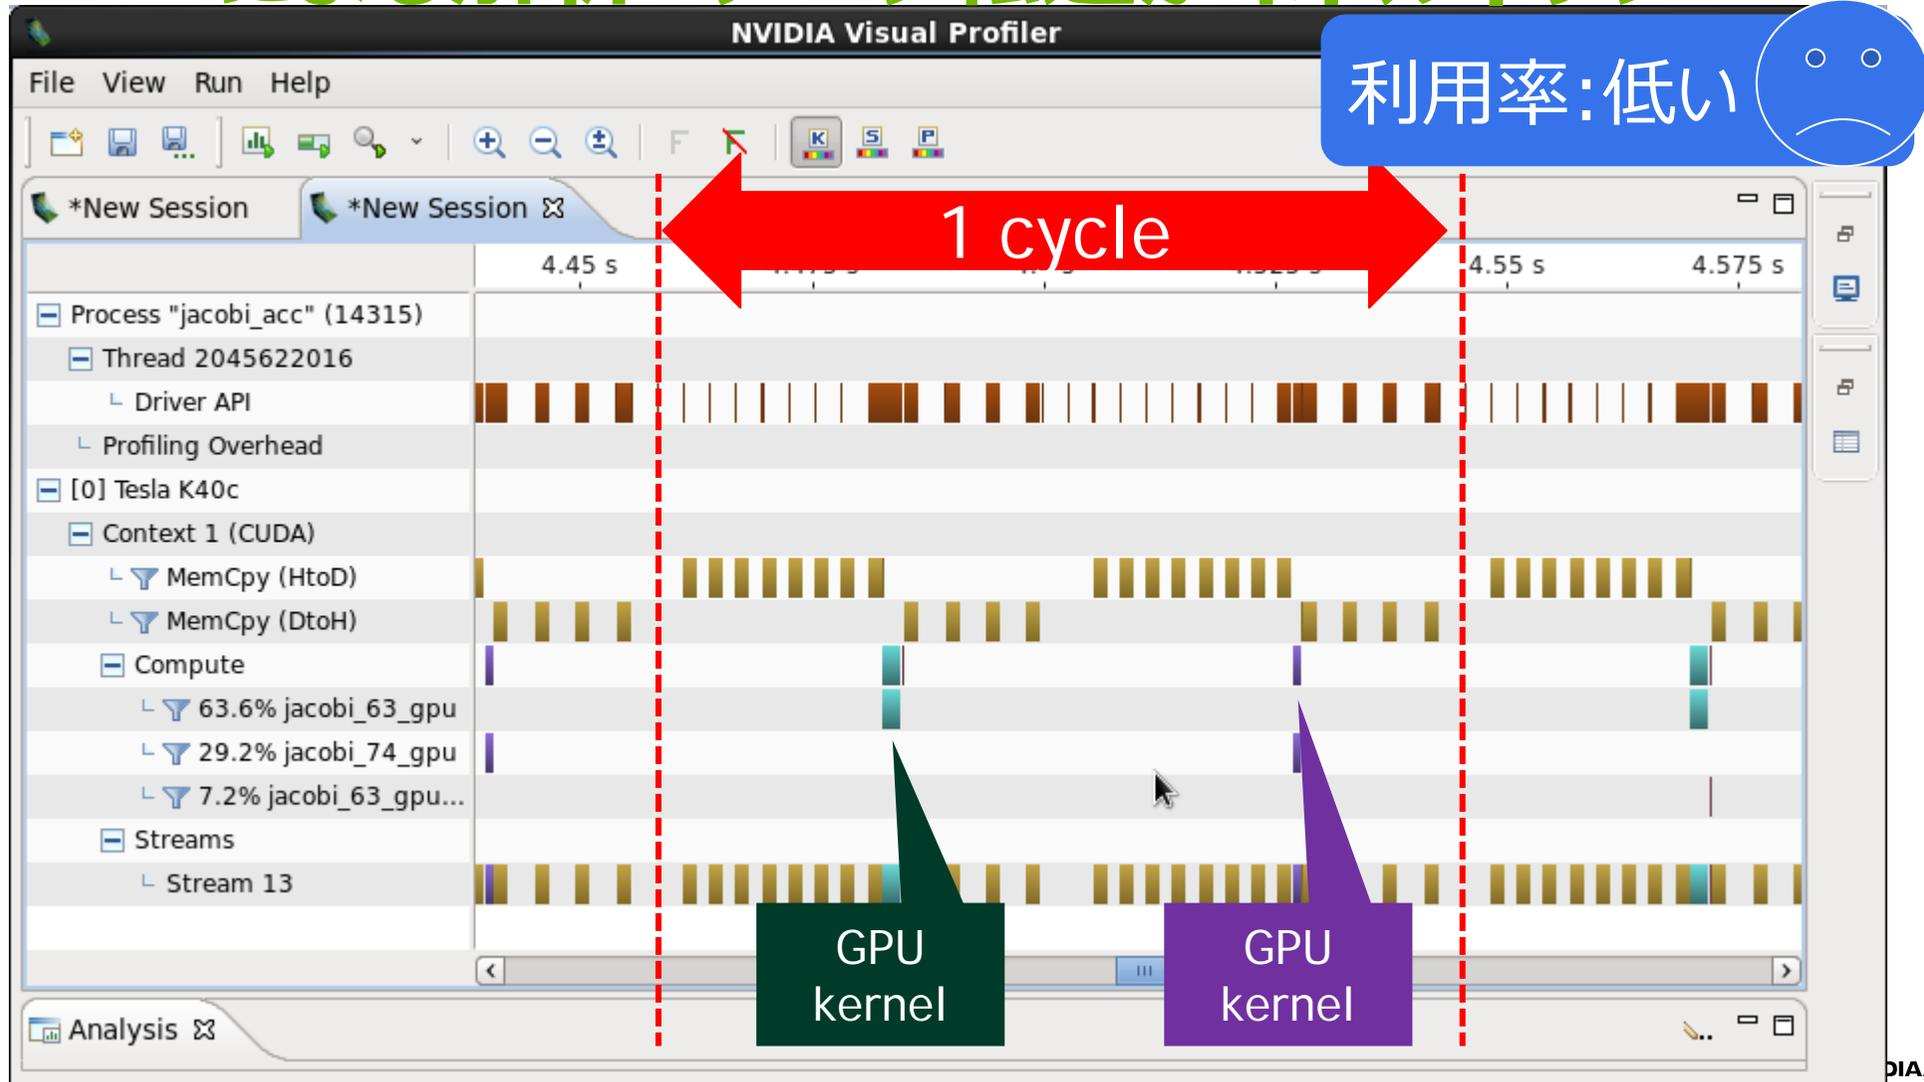 NVIDIA Visual Profiler
利用率:低い
File View Run Help
F
K S P
*New Session
*New Session
1 cycle
4.45 s
4.55 s 4.575 s
Process "jacobi_acc" (14315)
Thread 2045622016
Driver API
Profiling Overhead
[0] Tesla K40c
Context 1 (CUDA)
MemCpy (HtoD)
MemCpy (DtoH)
Compute
63.6% jacobi_63_gpu
29.2% jacobi_74_gpu
7.2% jacobi_63_gpu...
Streams
Stream 13
GPU
kernel
GPU
kernel
Analysis